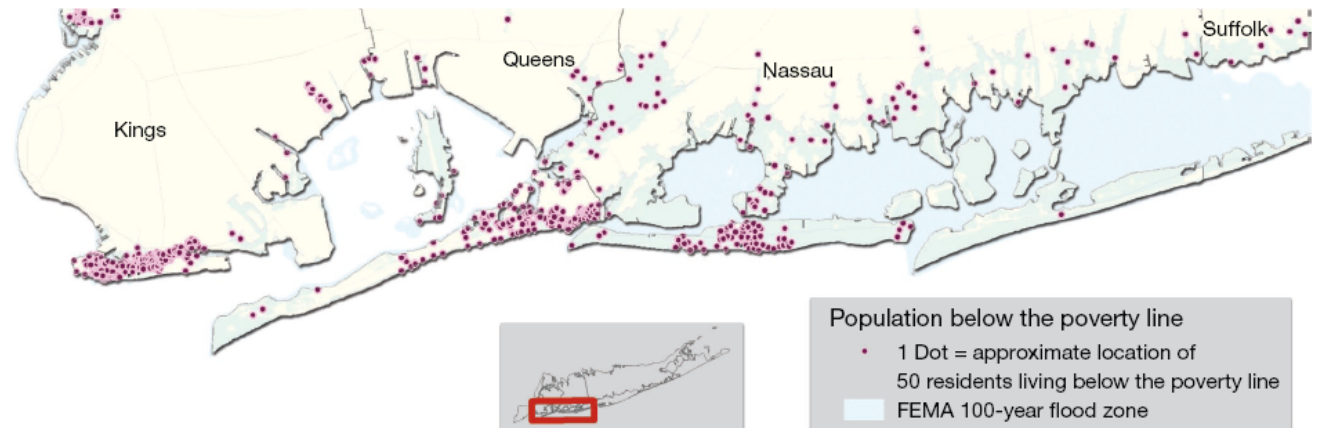 Suffolk
Queens
Nassau
Kings
Population below the poverty line
1 Dot = approximate location of
50 residents living below the poverty line
FEMA 100-year flood zone